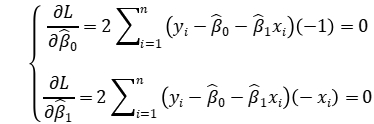 ∂L/∂β̂₀ = 2 ∑ᵢ₌₁ⁿ (yᵢ − β̂₀ − β̂₁xᵢ)(−1) = 0
∂L/∂β̂₁ = 2 ∑ᵢ₌₁ⁿ (yᵢ − β̂₀ − β̂₁xᵢ)(− xᵢ) = 0